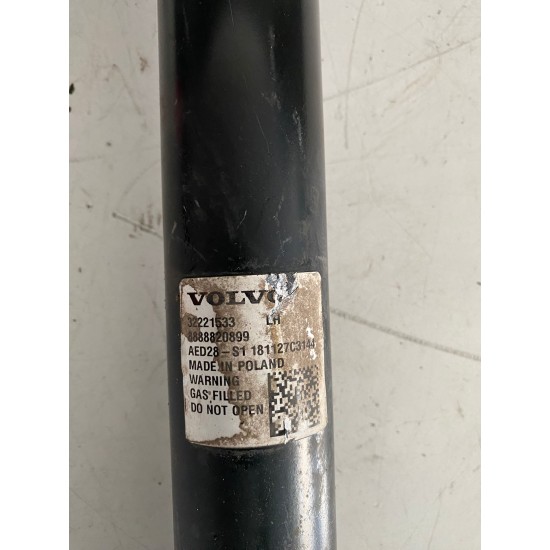 VOLVO
32221533 LH
8888820899
AED28-S1 181127C3144
MADE IN POLAND
WARNING
GAS FILLED
DO NOT OPEN